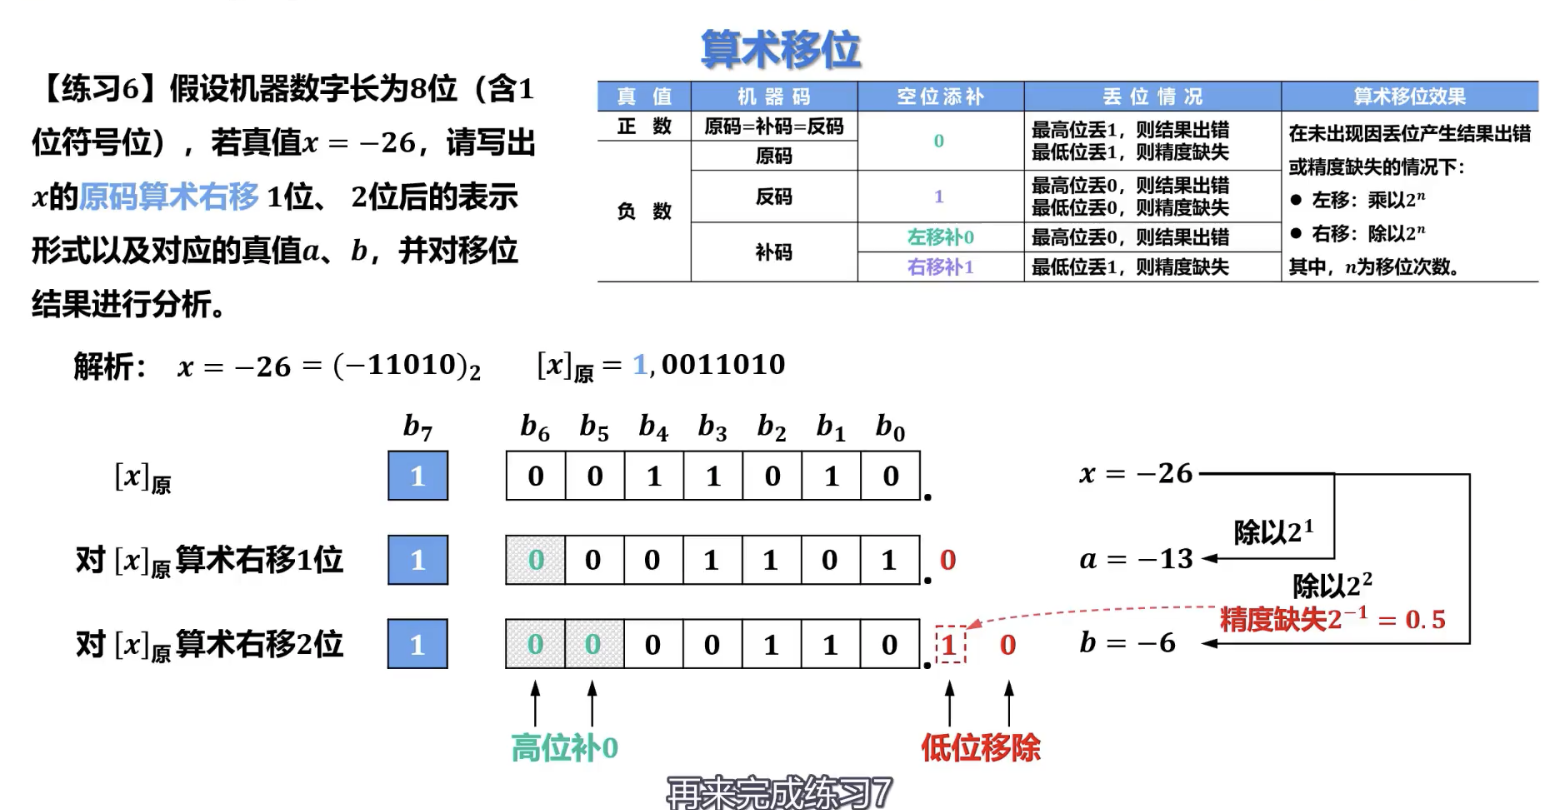 算术移位
【练习6】假设机器数字长为8位（含1
位符号位），若真值x = −26，请写出
x的原码算术右移 1位、 2位后的表示
形式以及对应的真值a、b，并对移位
结果进行分析。
真 值 机 器 码 空位添补 丢 位 情 况 算术移位效果
正 数 原码=补码=反码 0 最高位丢1，则结果出错
最低位丢1，则精度缺失
负 数 原码
反码 1 最高位丢0，则结果出错
最低位丢0，则精度缺失
补码 左移补0 最高位丢0，则结果出错
右移补1 最低位丢1，则精度缺失
在未出现因丢位产生结果出错
或精度缺失的情况下：
● 左移：乘以2ⁿ
● 右移：除以2ⁿ
其中，n为移位次数。
解析： x = −26 = (−11010)₂ [x]原 = 1,0011010
b₇ b₆ b₅ b₄ b₃ b₂ b₁ b₀
[x]原 1 0 0 1 1 0 1 0 . x = −26
除以2¹
对 [x]原 算术右移1位 1 0 0 0 1 1 0 1 . 0 a = −13
除以2²
精度缺失2⁻¹ = 0.5
对 [x]原 算术右移2位 1 0 0 0 0 1 1 0 . 1 0 b = −6
高位补0 低位移除
再来完成练习7